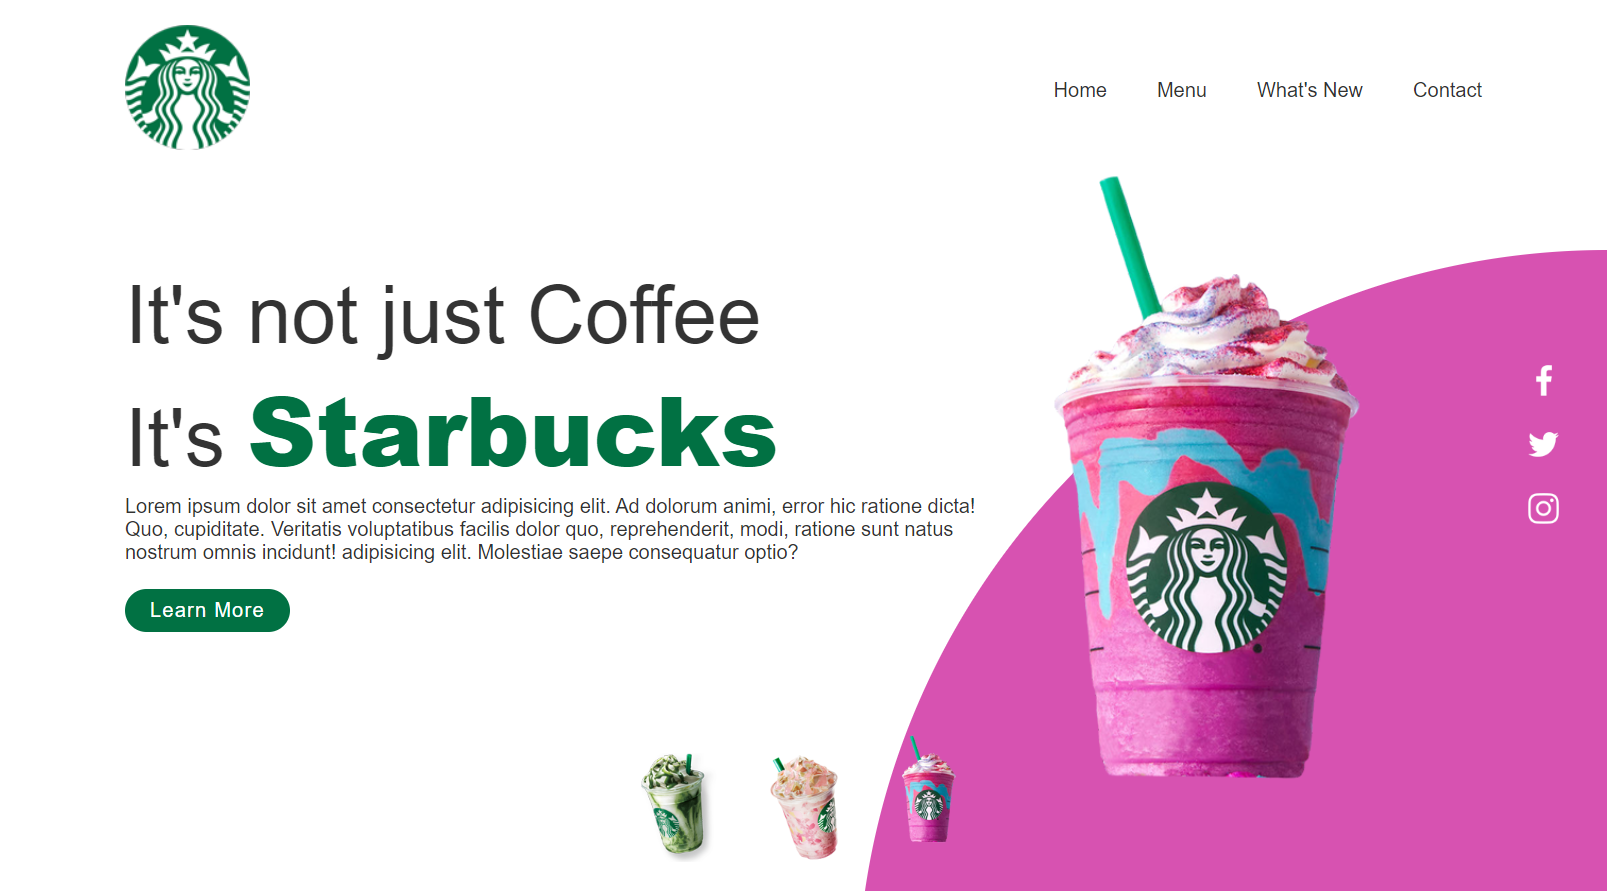 Home Menu What's New Contact
It's not just Coffee
It's Starbucks
Lorem ipsum dolor sit amet consectetur adipisicing elit. Ad dolorum animi, error hic ratione dicta!
Quo, cupiditate. Veritatis voluptatibus facilis dolor quo, reprehenderit, modi, ratione sunt natus
nostrum omnis incidunt! adipisicing elit. Molestiae saepe consequatur optio?
Learn More